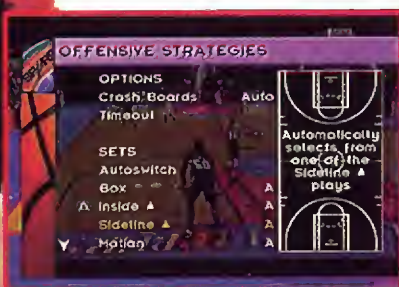 OFFENSIVE STRATEGIES
OPTIONS
Crash Boards Auto
Timeout
SETS
Autoswitch
Box A
Inside A
Sideline A
Motion A
Automatically
selects from
one of the
Sideline
plays